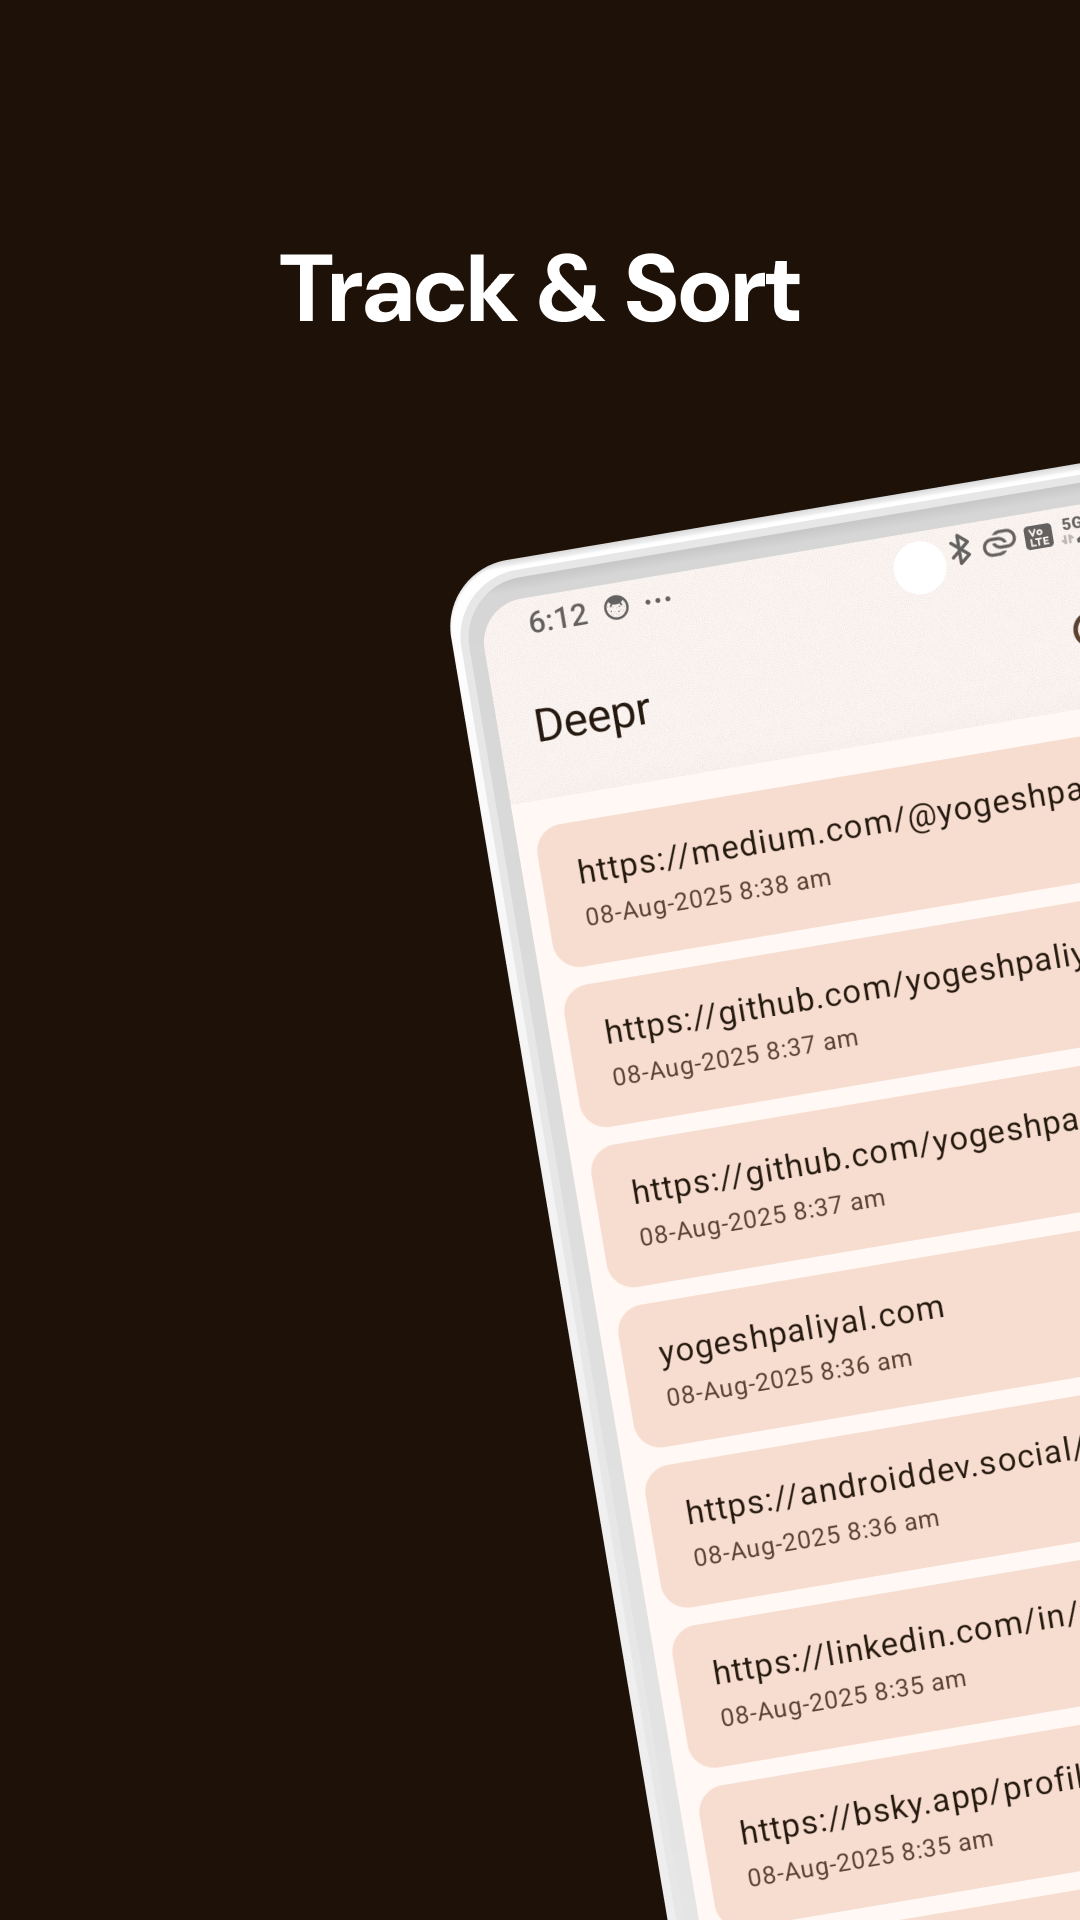 Track & Sort
6:12
Vo
LTE
5G
Deepr
https://medium.com/@yogeshpa
08-Aug-2025 8:38 am
https://github.com/yogeshpaliy
08-Aug-2025 8:37 am
https://github.com/yogeshpa
08-Aug-2025 8:37 am
yogeshpaliyal.com
08-Aug-2025 8:36 am
https://androiddev.social/
08-Aug-2025 8:36 am
https://linkedin.com/in/
08-Aug-2025 8:35 am
https://bsky.app/profil
08-Aug-2025 8:35 am